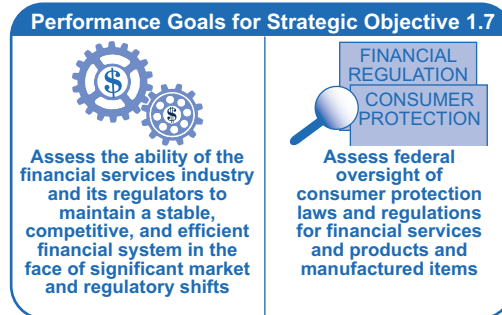 Performance Goals for Strategic Objective 1.7
$
$
Assess the ability of the
financial services industry
and its regulators to
maintain a stable,
competitive, and efficient
financial system in the
face of significant market
and regulatory shifts
FINANCIAL
REGULATION
CONSUMER
PROTECTION
Assess federal
oversight of
consumer protection
laws and regulations
for financial services
and products and
manufactured items